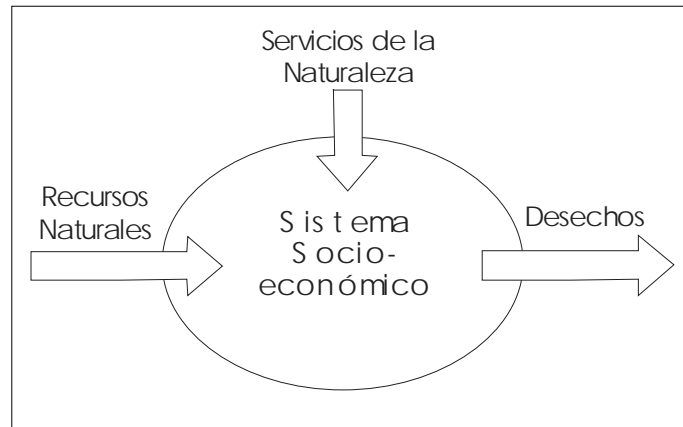 Servicios de la
Naturaleza
Recursos
Naturales
Sistema
Socio-
económico
Desechos